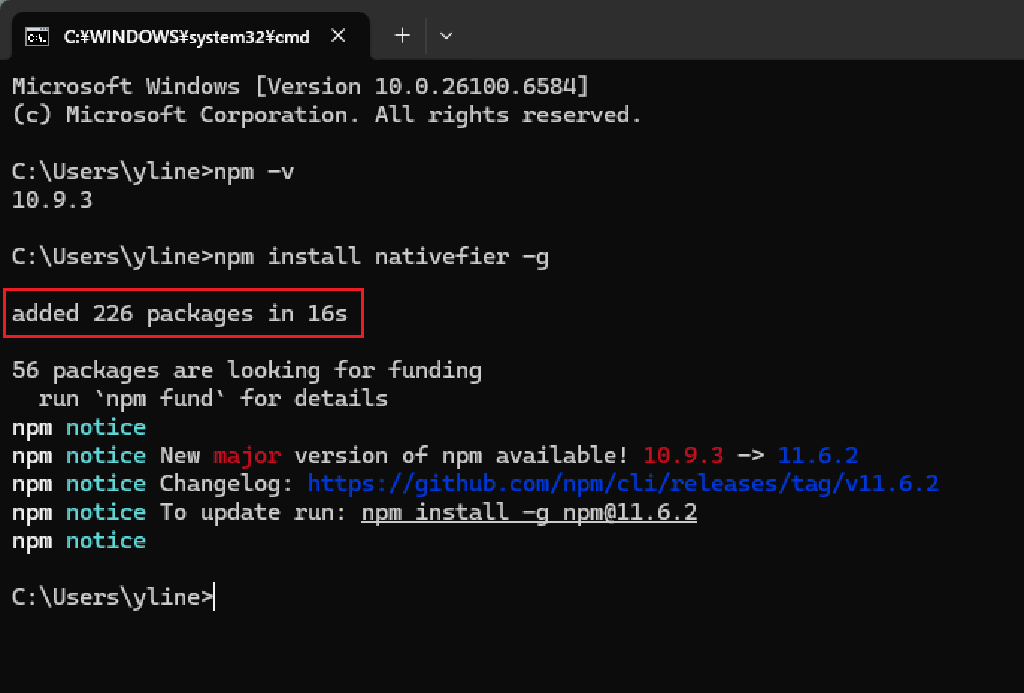 C:¥WINDOWS¥system32¥cmd
Microsoft Windows [Version 10.0.26100.6584]
(c) Microsoft Corporation. All rights reserved.
C:\Users\yline>npm -v
10.9.3
C:\Users\yline>npm install nativefier -g
added 226 packages in 16s
56 packages are looking for funding
  run `npm fund` for details
npm notice
npm notice New major version of npm available! 10.9.3 -> 11.6.2
npm notice Changelog: https://github.com/npm/cli/releases/tag/v11.6.2
npm notice To update run: npm install -g npm@11.6.2
npm notice
C:\Users\yline>